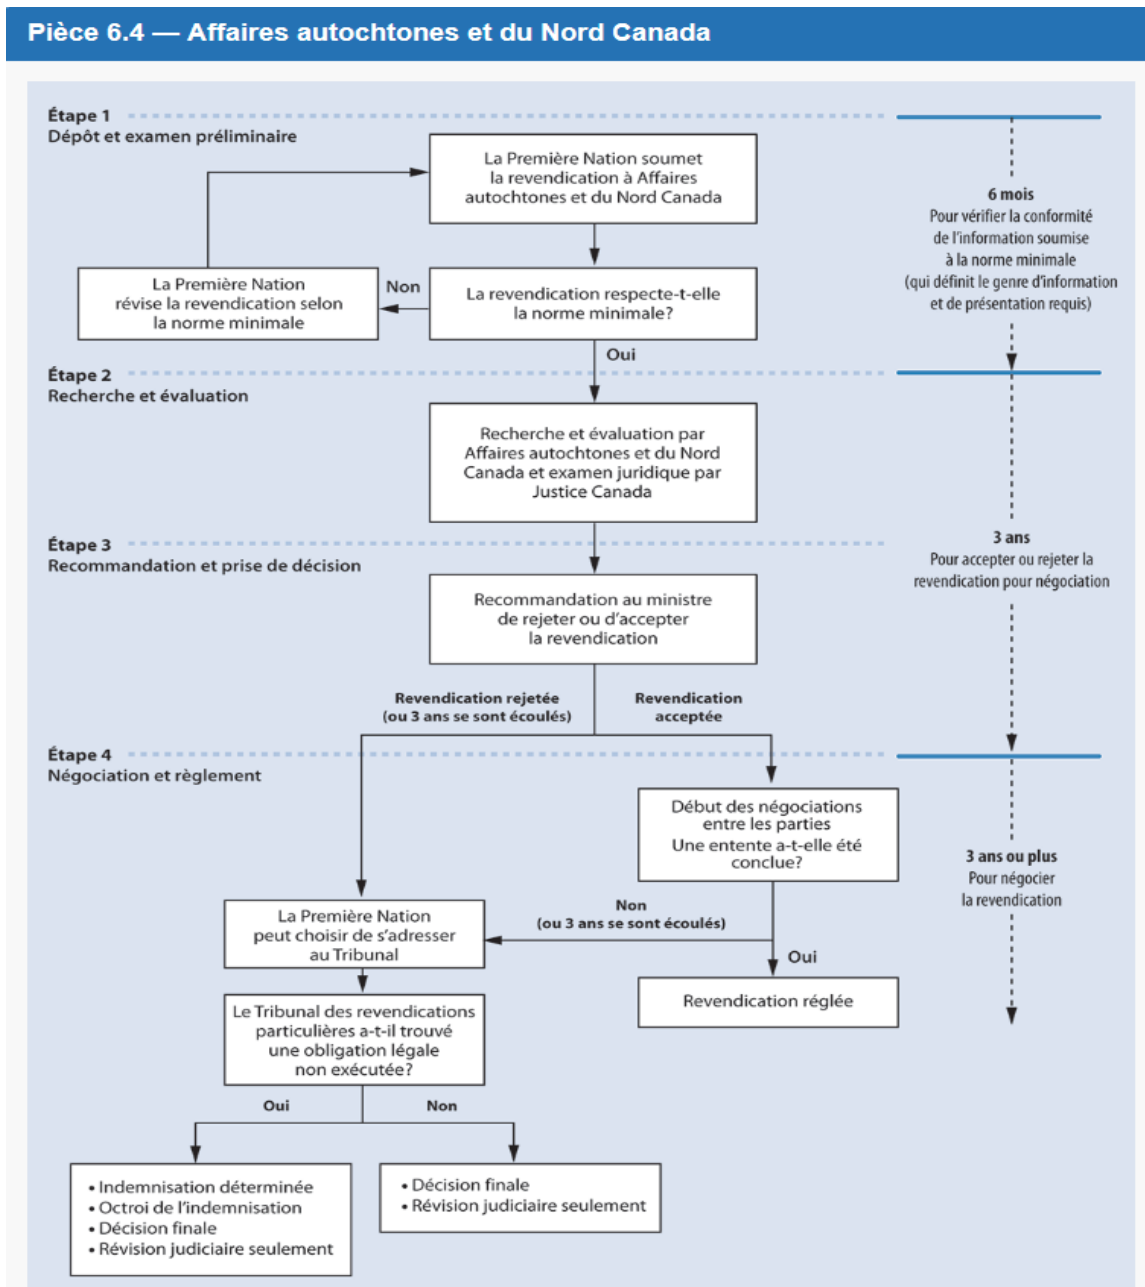 Pièce 6.4 — Affaires autochtones et du Nord Canada
Étape 1
Dépôt et examen préliminaire
La Première Nation soumet
la revendication à Affaires
autochtones et du Nord Canada
6 mois
Pour vérifier la conformité
de l'information soumise
à la norme minimale
(qui définit le genre d'information
et de présentation requis)
La Première Nation
révise la revendication selon
la norme minimale
Non
La revendication respecte-t-elle
la norme minimale?
Oui
Étape 2
Recherche et évaluation
Recherche et évaluation par
Affaires autochtones et du Nord
Canada et examen juridique par
Justice Canada
3 ans
Pour accepter ou rejeter la
revendication pour négociation
Étape 3
Recommandation et prise de décision
Recommandation au ministre
de rejeter ou d'accepter
la revendication
Revendication rejetée
(ou 3 ans se sont écoulés)
Revendication
acceptée
Étape 4
Négociation et règlement
Début des négociations
entre les parties
Une entente a-t-elle été
conclue?
3 ans ou plus
Pour négocier
la revendication
Non
(ou 3 ans se sont écoulés)
La Première Nation
peut choisir de s'adresser
au Tribunal
Oui
Revendication réglée
Le Tribunal des revendications
particulières a-t-il trouvé
une obligation légale
non exécutée?
Oui
Non
• Indemnisation déterminée
• Octroi de l'indemnisation
• Décision finale
• Révision judiciaire seulement
• Décision finale
• Révision judiciaire seulement